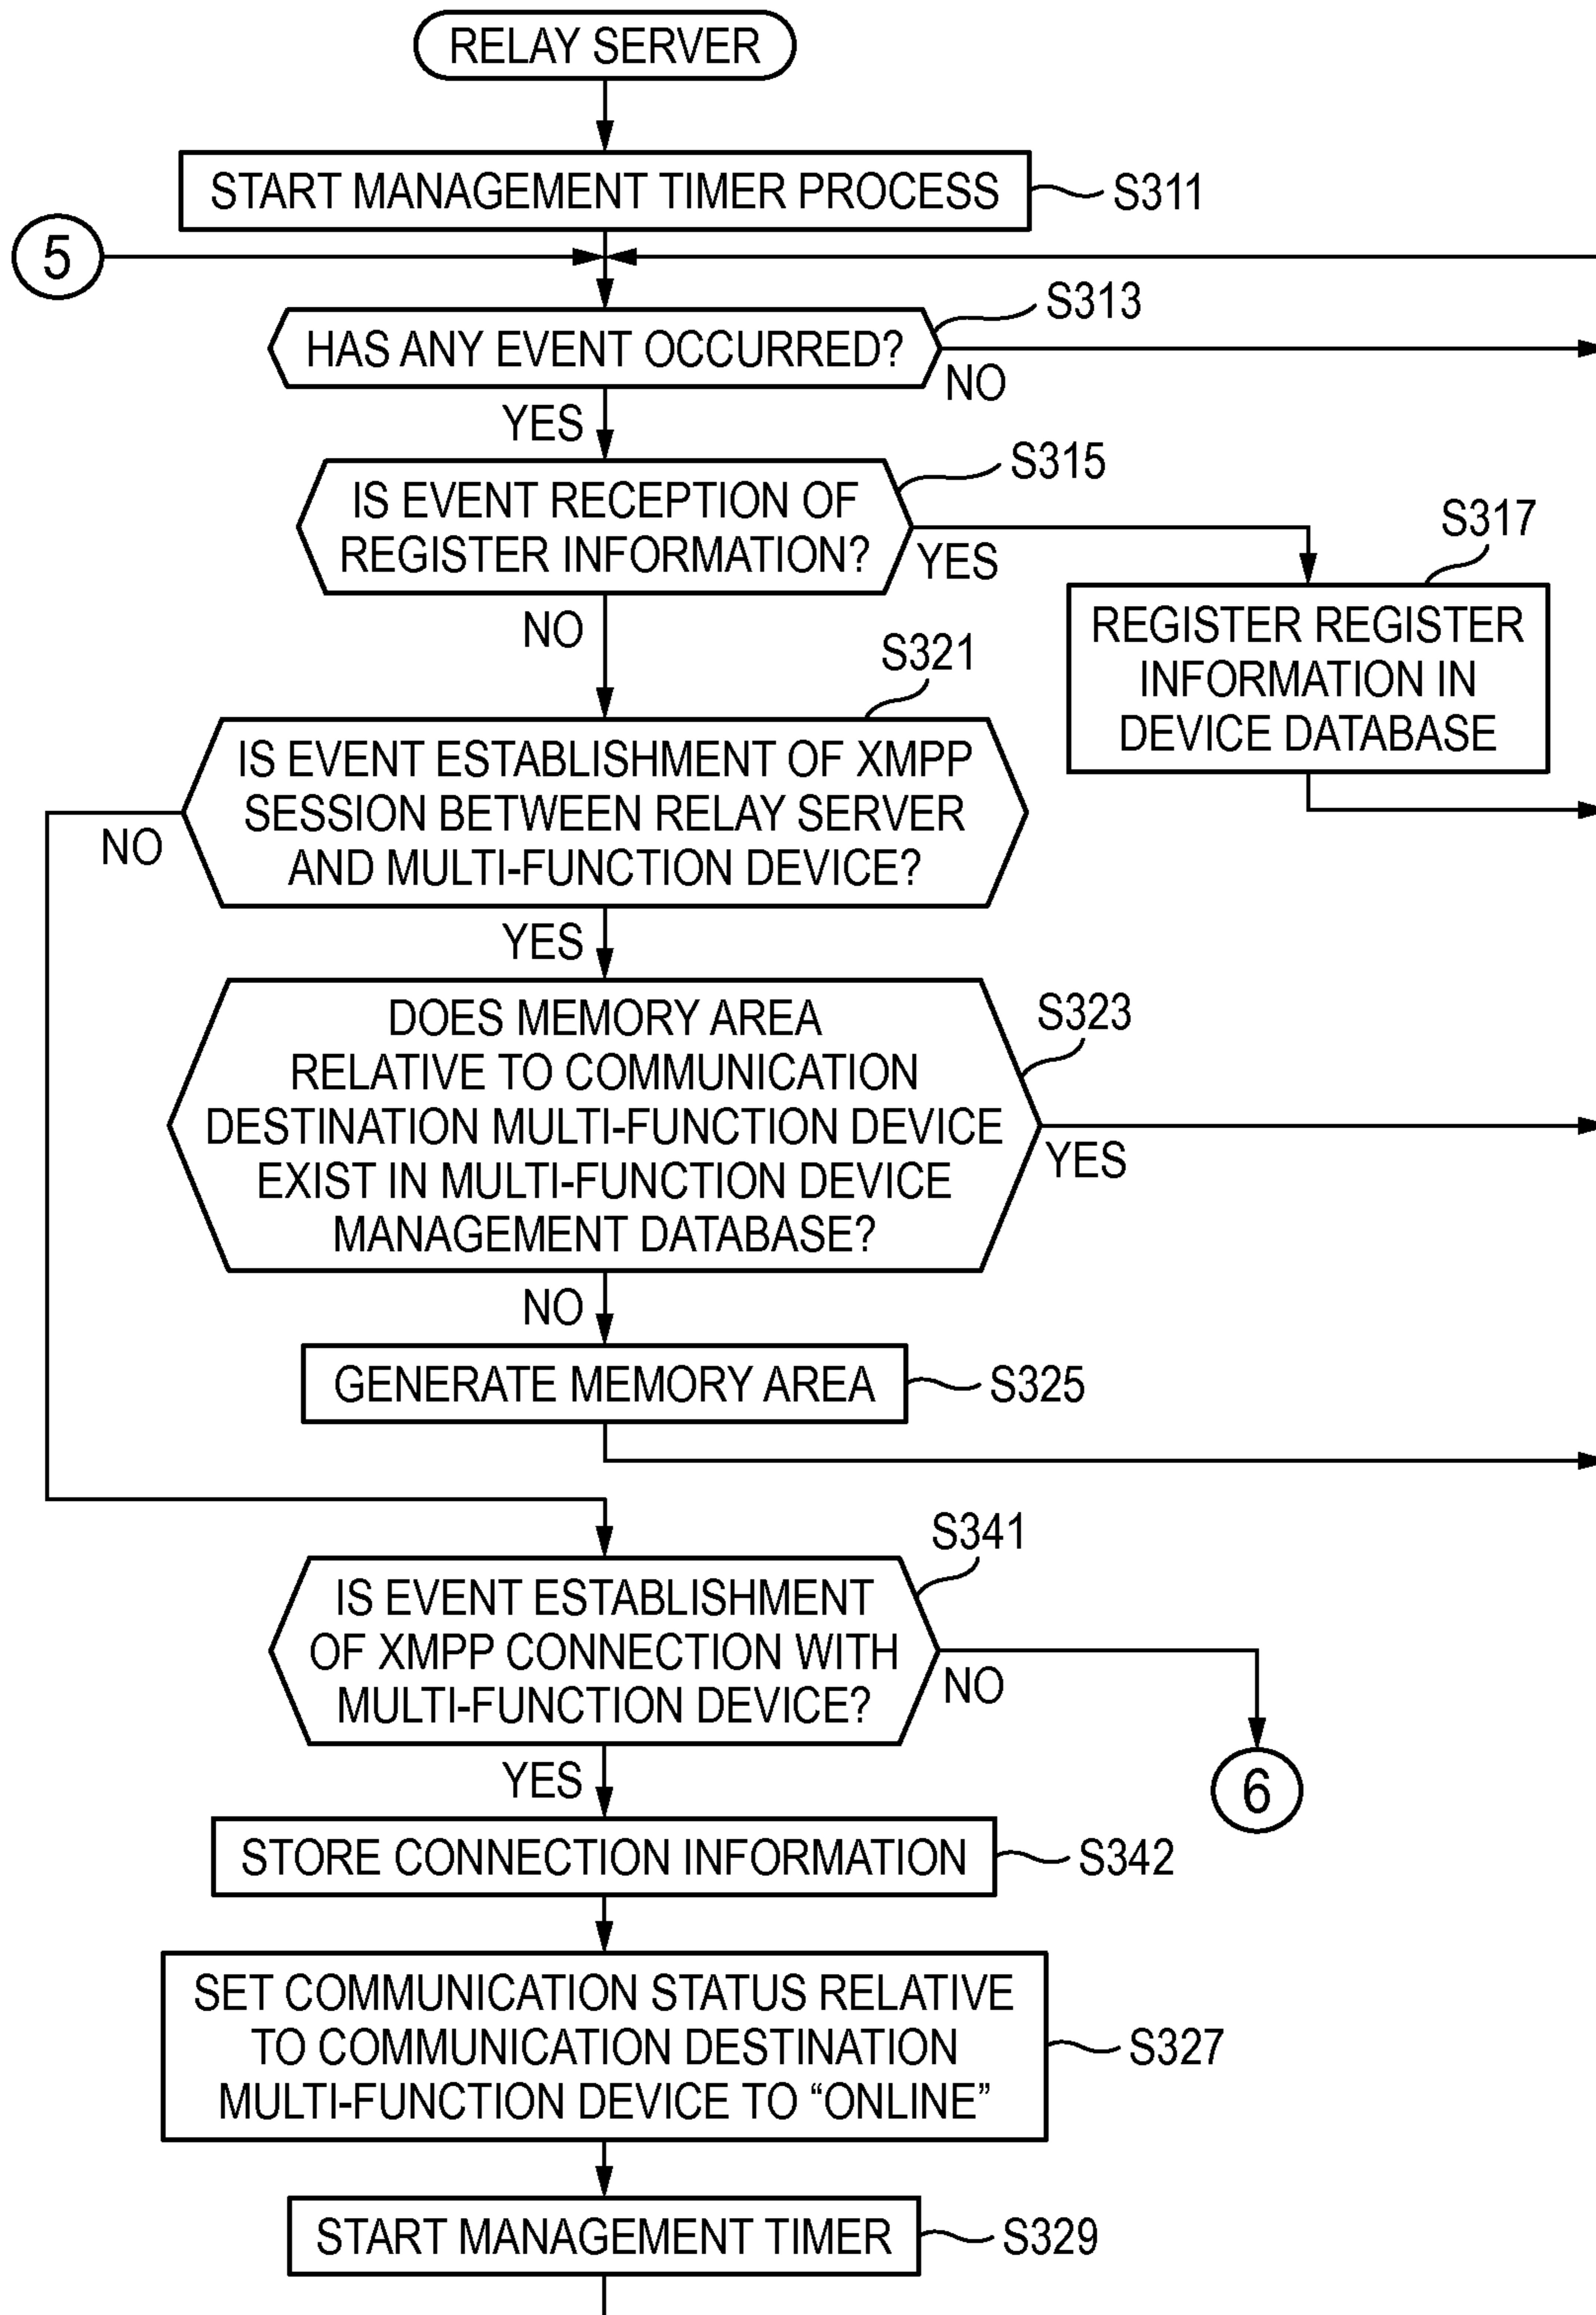 RELAY SERVER
START MANAGEMENT TIMER PROCESS
S311
5
HAS ANY EVENT OCCURRED?
S313
NO
YES
IS EVENT RECEPTION OF
REGISTER INFORMATION?
S315
YES
NO
S317
REGISTER REGISTER
INFORMATION IN
DEVICE DATABASE
S321
IS EVENT ESTABLISHMENT OF XMPP
SESSION BETWEEN RELAY SERVER
AND MULTI-FUNCTION DEVICE?
NO
YES
DOES MEMORY AREA
RELATIVE TO COMMUNICATION
DESTINATION MULTI-FUNCTION DEVICE
EXIST IN MULTI-FUNCTION DEVICE
MANAGEMENT DATABASE?
S323
YES
NO
GENERATE MEMORY AREA
S325
S341
IS EVENT ESTABLISHMENT
OF XMPP CONNECTION WITH
MULTI-FUNCTION DEVICE?
NO
YES
6
STORE CONNECTION INFORMATION
S342
SET COMMUNICATION STATUS RELATIVE
TO COMMUNICATION DESTINATION
MULTI-FUNCTION DEVICE TO “ONLINE”
S327
START MANAGEMENT TIMER
S329